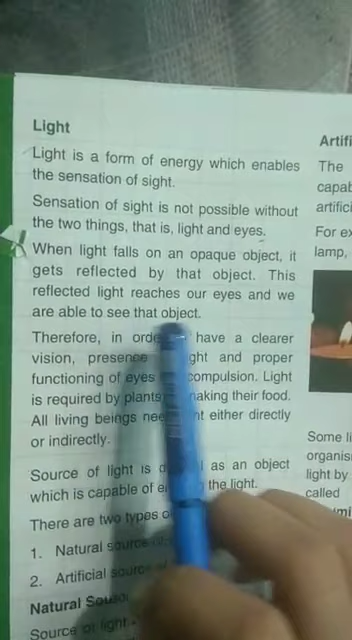 Light
Light is a form of energy which enables
the sensation of sight.
Sensation of sight is not possible without
the two things, that is, light and eyes.
When light falls on an opaque object, it
gets reflected by that object. This
reflected light reaches our eyes and we
are able to see that object.
Therefore, in have a clearer
vision, presence and proper
functioning of eyes compulsion. Light
is required by plants making their food.
All living beings either directly
or indirectly.
Source of light is as an object
which is capable of the light.
There are two types
1. Natural source
2. Artificial source
Natural
Source of light
Artifi
The
capab
artific
For ex
lamp,
Some li
organis
light by
called